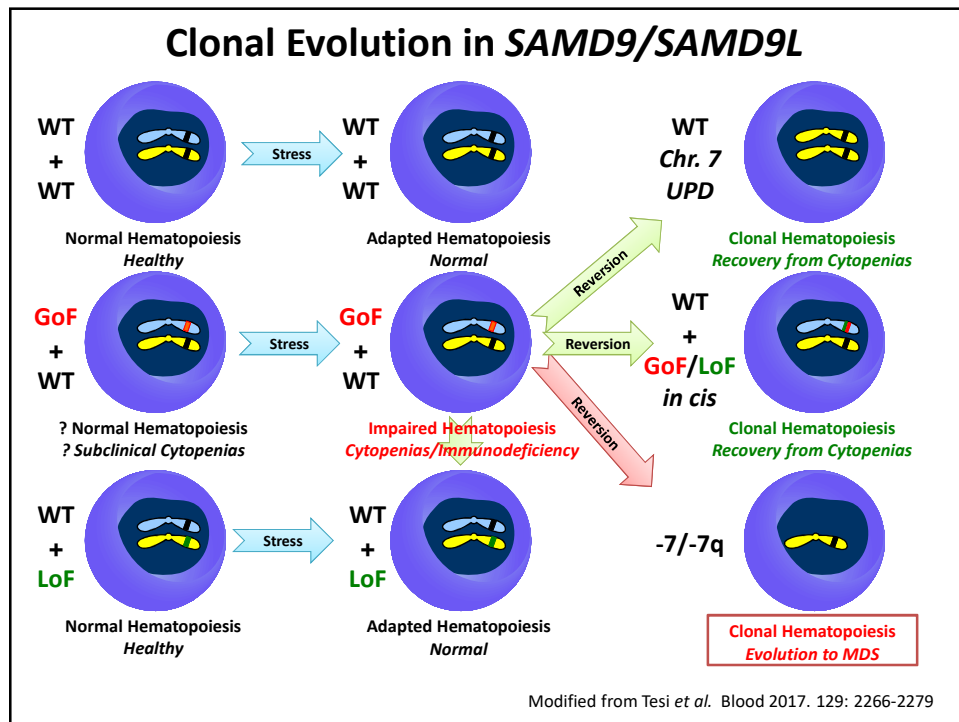 Clonal Evolution in SAMD9/SAMD9L
WT
+
WT
Stress
WT
+
WT
WT
Chr. 7
UPD
Normal Hematopoiesis
Healthy
Adapted Hematopoiesis
Normal
Reversion
Clonal Hematopoiesis
Recovery from Cytopenias
GoF
+
WT
Stress
GoF
+
WT
Reversion
WT
+
GoF/LoF
in cis
? Normal Hematopoiesis
? Subclinical Cytopenias
Impaired Hematopoiesis
Cytopenias/Immunodeficiency
Reversion
Clonal Hematopoiesis
Recovery from Cytopenias
WT
+
LoF
Stress
WT
+
LoF
-7/-7q
Normal Hematopoiesis
Healthy
Adapted Hematopoiesis
Normal
Clonal Hematopoiesis
Evolution to MDS
Modified from Tesi et al. Blood 2017. 129: 2266-2279